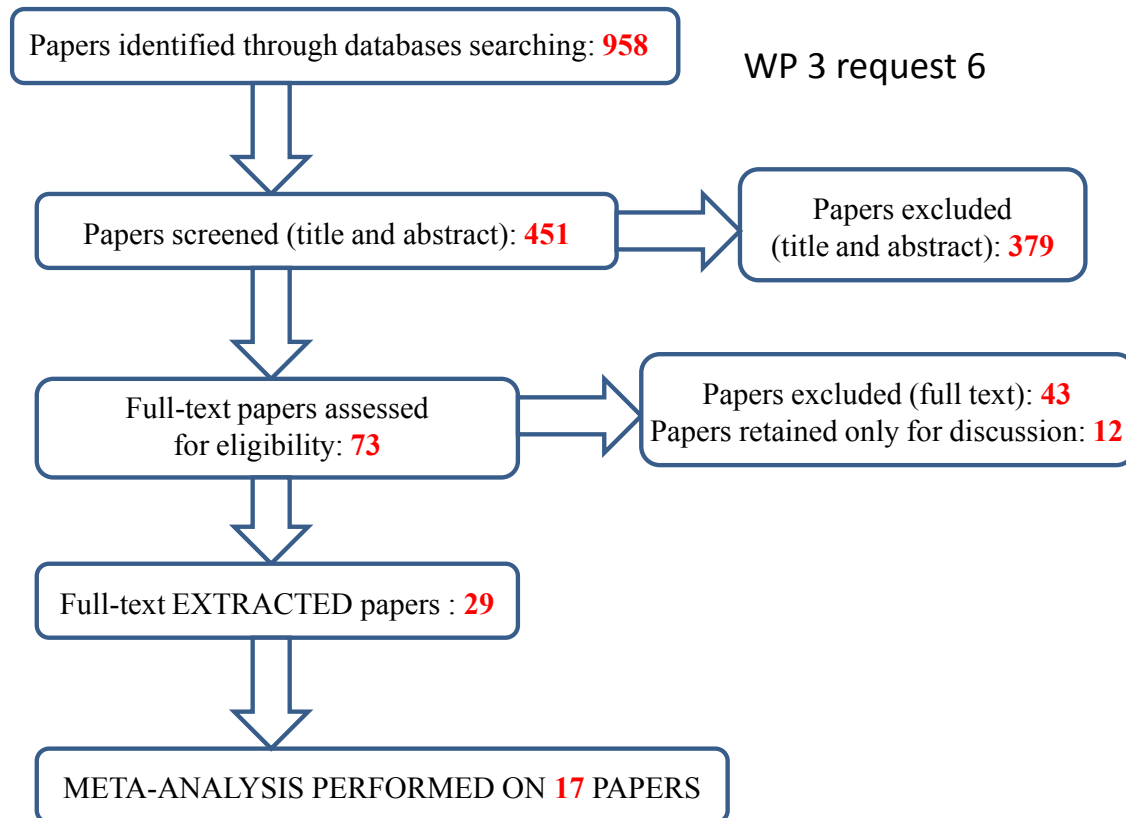 Papers identified through databases searching: 958
WP 3 request 6
Papers screened (title and abstract): 451
Papers excluded
(title and abstract): 379
Full-text papers assessed
for eligibility: 73
Papers excluded (full text): 43
Papers retained only for discussion: 12
Full-text EXTRACTED papers : 29
META-ANALYSIS PERFORMED ON 17 PAPERS